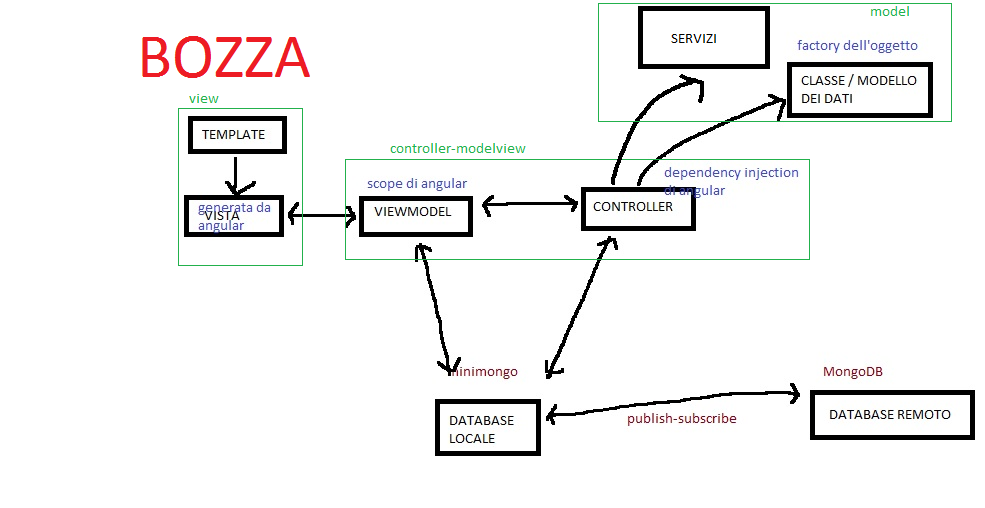 BOZZA
model
SERVIZI
factory dell'oggetto
CLASSE / MODELLO
DEI DATI
view
TEMPLATE
generata da
VISTA
angular
controller-modelview
scope di angular
VIEWMODEL
dependency injection
di angular
CONTROLLER
minimongo
DATABASE
LOCALE
publish-subscribe
MongoDB
DATABASE REMOTO